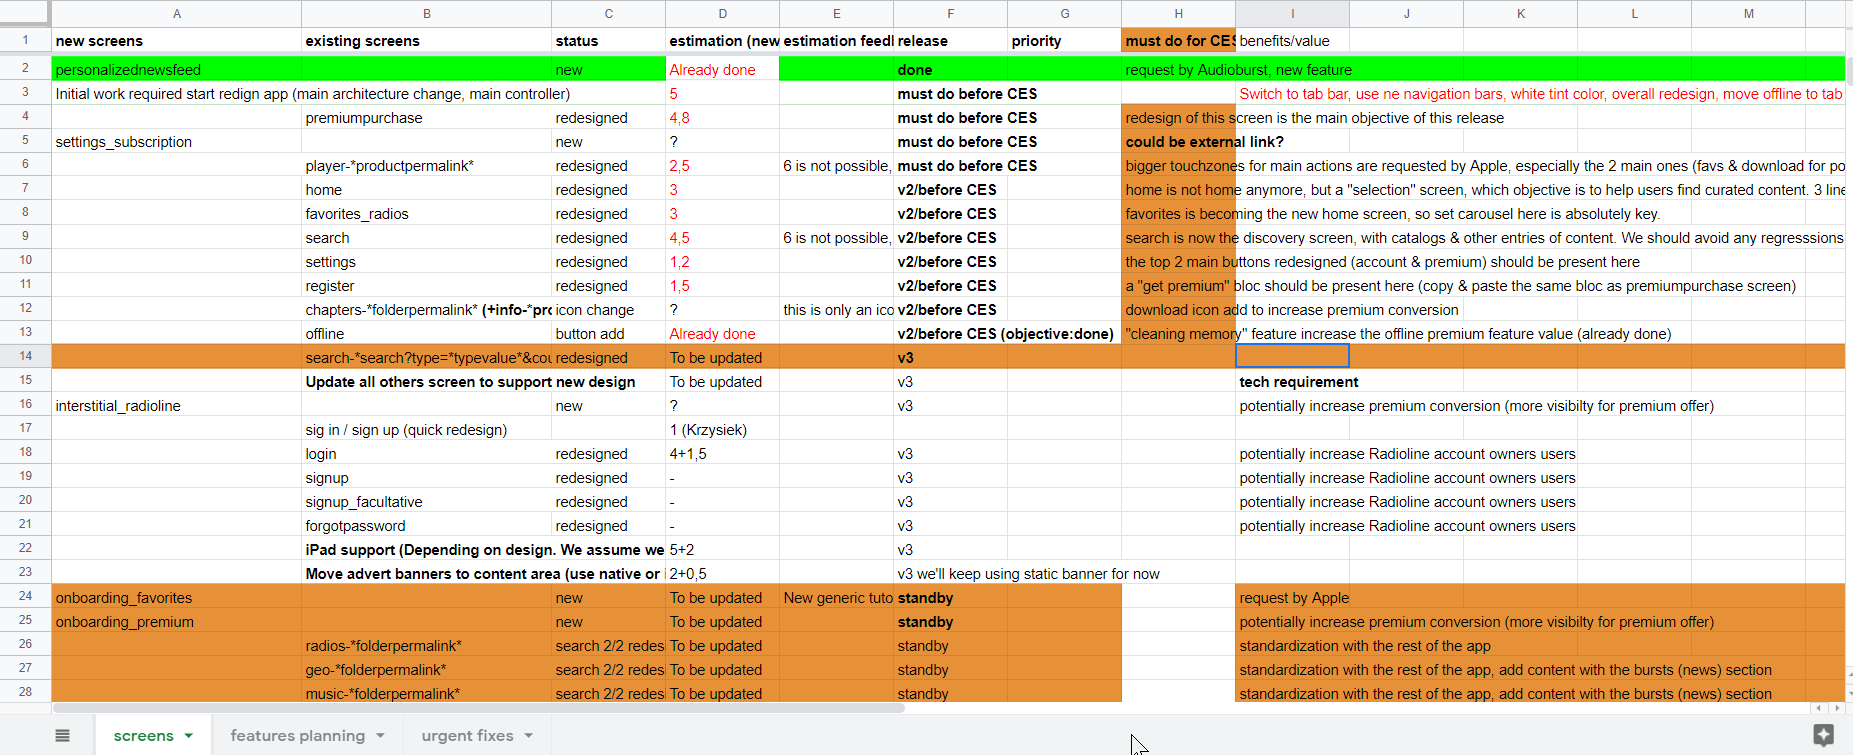 A B C D E F G H I J K L M
1 new screens existing screens status estimation (new estimation feedl release priority must do for CES benefits/value
2 personalizednewsfeed new Already done done request by Audioburst, new feature
3 Initial work required start redign app (main architecture change, main controller) 5 must do before CES Switch to tab bar, use ne navigation bars, white tint color, overall redesign, move offline to tab
4 premiumpurchase redesigned 4,8 must do before CES redesign of this screen is the main objective of this release
5 settings_subscription new ? must do before CES could be external link?
6 player-*productpermalink* redesigned 2,5 6 is not possible, must do before CES bigger touchzones for main actions are requested by Apple, especially the 2 main ones (favs & download for po
7 home redesigned 3 v2/before CES home is not home anymore, but a "selection" screen, which objective is to help users find curated content. 3 line
8 favorites_radios redesigned 3 v2/before CES favorites is becoming the new home screen, so set carousel here is absolutely key.
9 search redesigned 4,5 6 is not possible, v2/before CES search is now the discovery screen, with catalogs & other entries of content. We should avoid any regresssions
10 settings redesigned 1,2 v2/before CES the top 2 main buttons redesigned (account & premium) should be present here
11 register redesigned 1,5 v2/before CES a "get premium" bloc should be present here (copy & paste the same bloc as premiumpurchase screen)
12 chapters-*folderpermalink* (+info-*pro icon change ? this is only an ico v2/before CES download icon add to increase premium conversion
13 offline button add Already done v2/before CES (objective:done) "cleaning memory" feature increase the offline premium feature value (already done)
14 search-*search?type=*typevalue*&cou redesigned To be updated v3
15 Update all others screen to support new design To be updated v3 tech requirement
16 interstitial_radioline new ? v3 potentially increase premium conversion (more visibilty for premium offer)
17 sig in / sign up (quick redesign) 1 (Krzysiek)
18 login redesigned 4+1,5 v3 potentially increase Radioline account owners users
19 signup redesigned - v3 potentially increase Radioline account owners users
20 signup_facultative redesigned - v3 potentially increase Radioline account owners users
21 forgotpassword redesigned - v3 potentially increase Radioline account owners users
22 iPad support (Depending on design. We assume we 5+2 v3
23 Move advert banners to content area (use native or 2+0,5 v3 we'll keep using static banner for now
24 onboarding_favorites new To be updated New generic tuto standby request by Apple
25 onboarding_premium new To be updated standby potentially increase premium conversion (more visibilty for premium offer)
26 radios-*folderpermalink* search 2/2 redes To be updated standby standardization with the rest of the app
27 geo-*folderpermalink* search 2/2 redes To be updated standby standardization with the rest of the app, add content with the bursts (news) section
28 music-*folderpermalink* search 2/2 redes To be updated standby standardization with the rest of the app, add content with the bursts (news) section
screens features planning urgent fixes